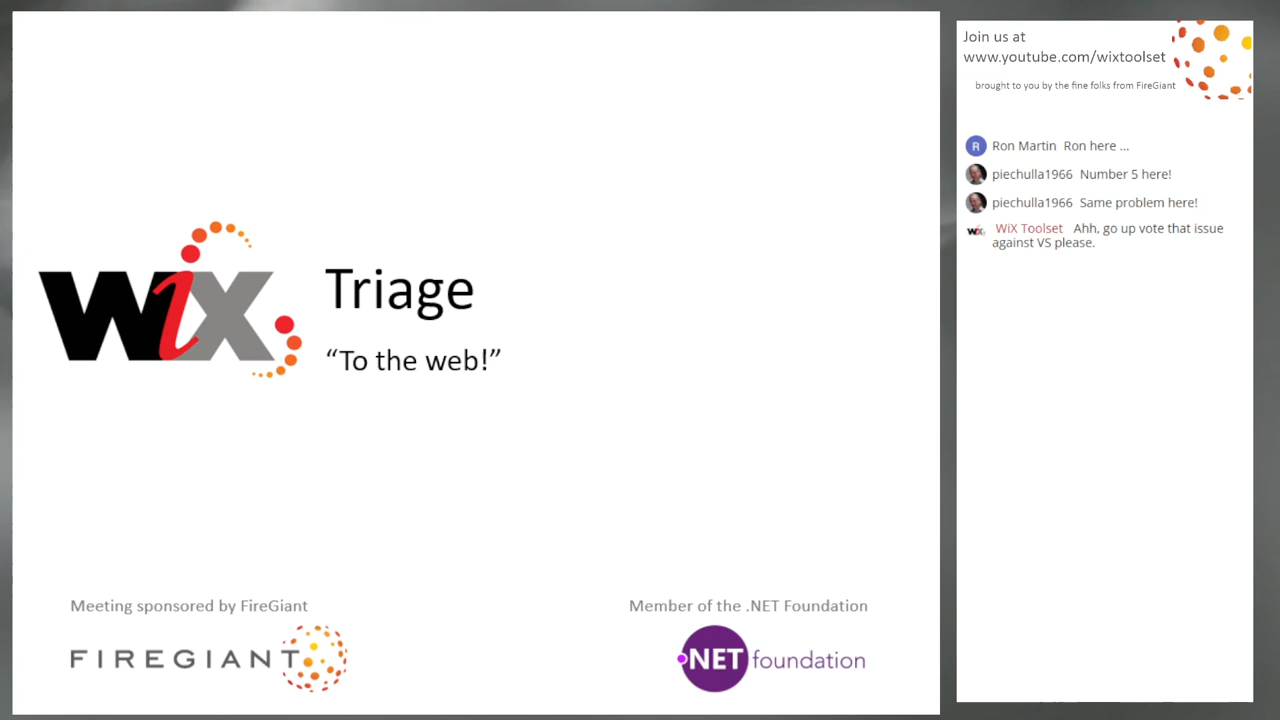 WiX
Triage
“To the web!”
Meeting sponsored by FireGiant
FIREGIANT
Member of the .NET Foundation
.NET foundation
Join us at
www.youtube.com/wixtoolset
brought to you by the fine folks from FireGiant
R Ron Martin Ron here ...
piechulla1966 Number 5 here!
piechulla1966 Same problem here!
WiX WiX Toolset Ahh, go up vote that issue
against VS please.